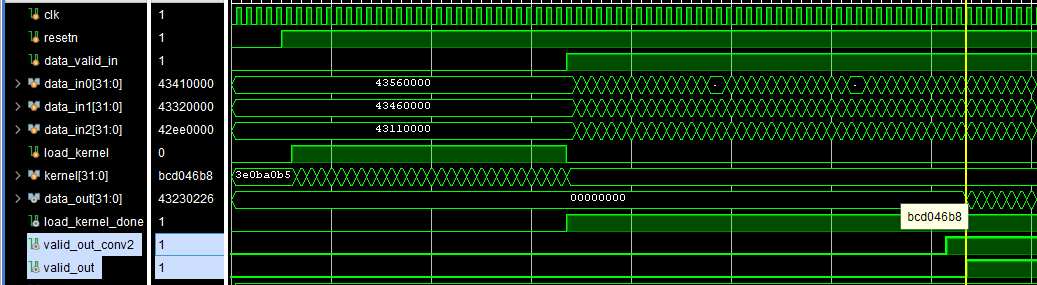 clk 1
resetn 1
data_valid_in 1
data_in0[31:0] 43410000 43560000 - -
data_in1[31:0] 43320000 43460000
data_in2[31:0] 42ee0000 43110000
load_kernel 0
kernel[31:0] bcd046b8 3e0ba0b5
data_out[31:0] 43230226 00000000
bcd046b8
load_kernel_done 1
valid_out_conv2 1
valid_out 1